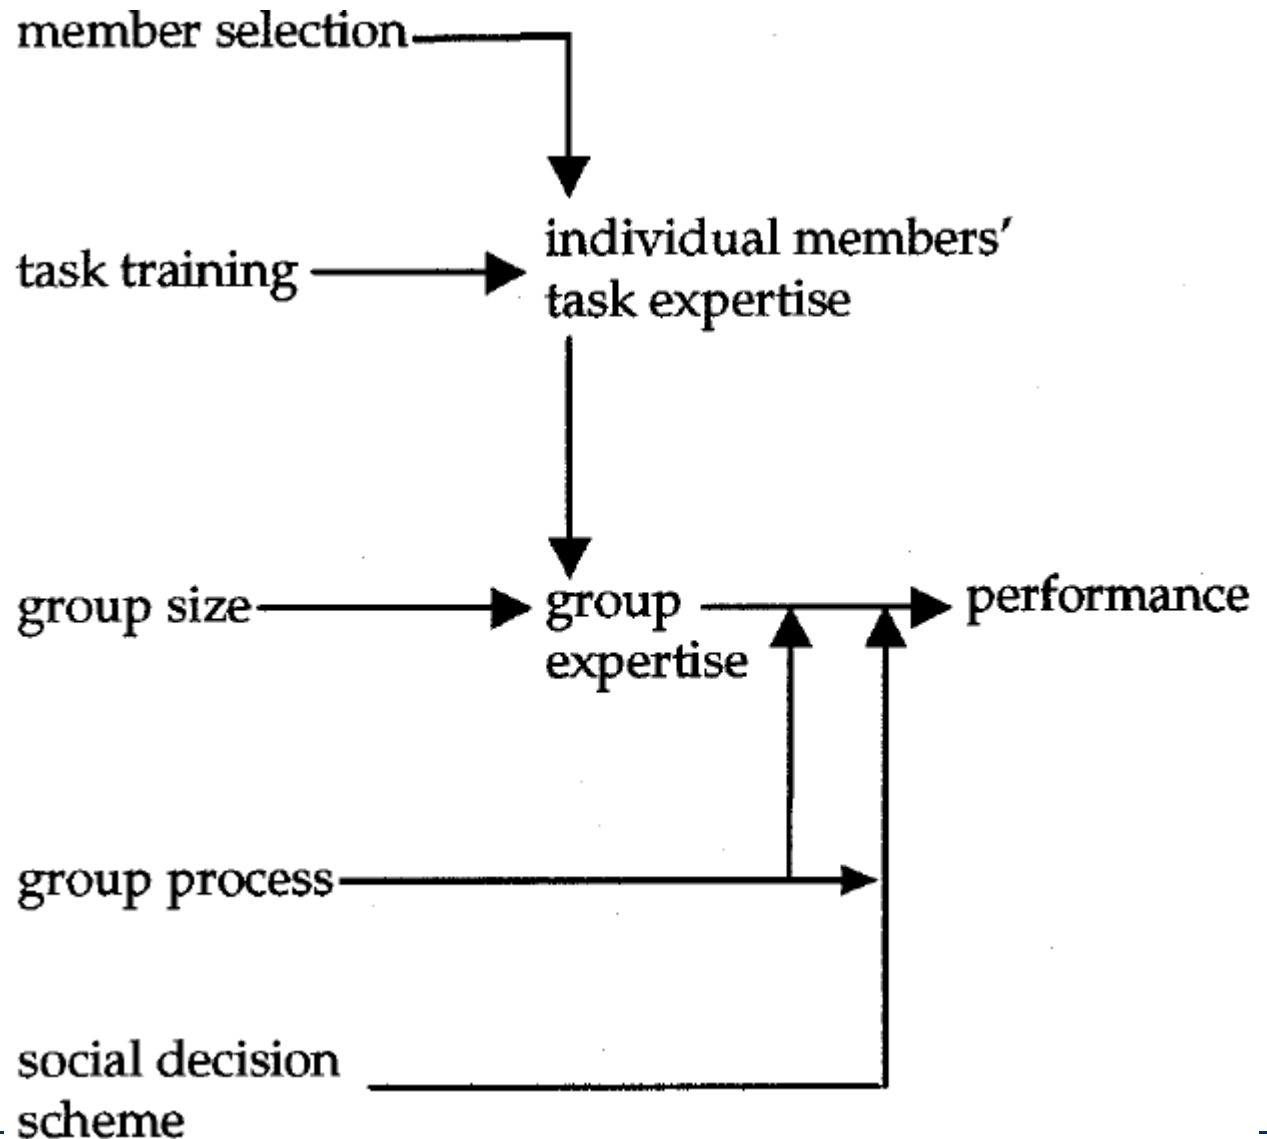 member selection
individual members'
task training
task expertise
group size
group
performance
expertise
group process
social decision
scheme